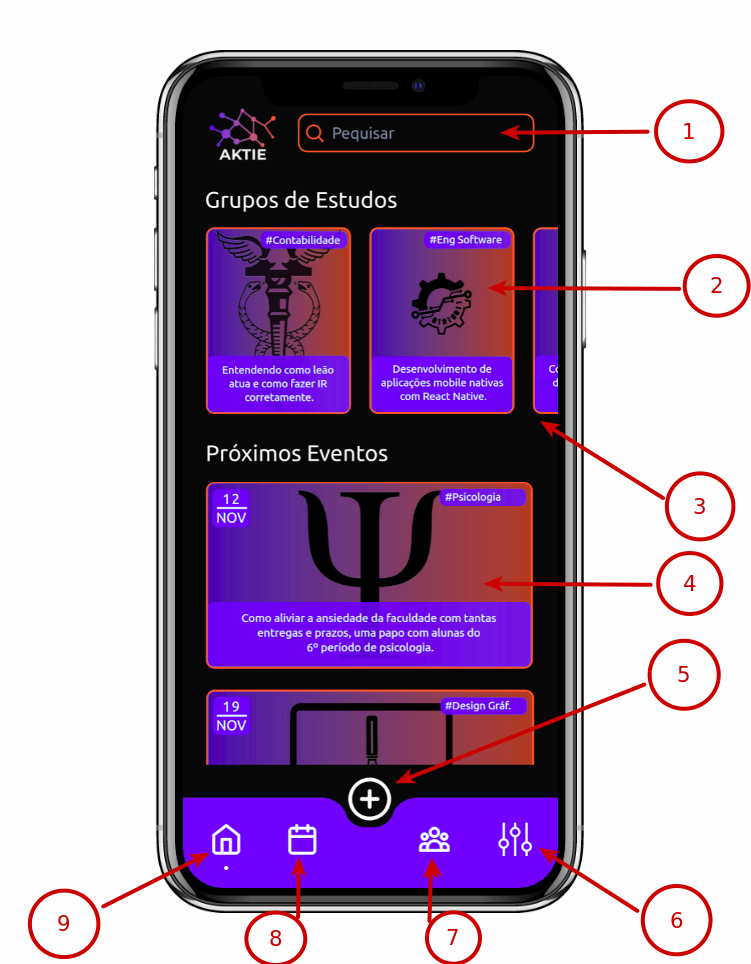 AKTIE
Pequisar
1
Grupos de Estudos
#Contabilidade
#Eng Software
2
Entendendo como leão
atua e como fazer IR
corretamente.
Desenvolvimento de
aplicações mobile nativas
com React Native.
Co
d
3
Próximos Eventos
12
NOV
#Psicologia
4
Como aliviar a ansiedade da faculdade com tantas
entregas e prazos, uma papo com alunas do
6º período de psicologia.
5
19
NOV
#Design Gráf.
9
8
7
6